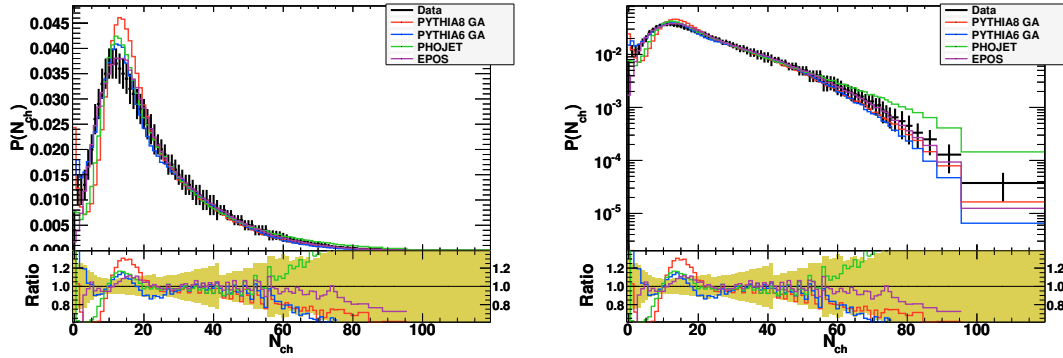 Data
PYTHIA8 GA
PYTHIA6 GA
PHOJET
EPOS
P(N_ch)
0.045
0.040
0.035
0.030
0.025
0.020
0.015
0.010
0.005
0.000
Ratio
1.2
1.0
0.8
1.2
1.0
0.8
0 20 40 60 80 100
N_ch
Data
PYTHIA8 GA
PYTHIA6 GA
PHOJET
EPOS
P(N_ch)
10^-2
10^-3
10^-4
10^-5
Ratio
1.2
1.0
0.8
1.2
1.0
0.8
0 20 40 60 80 100
N_ch